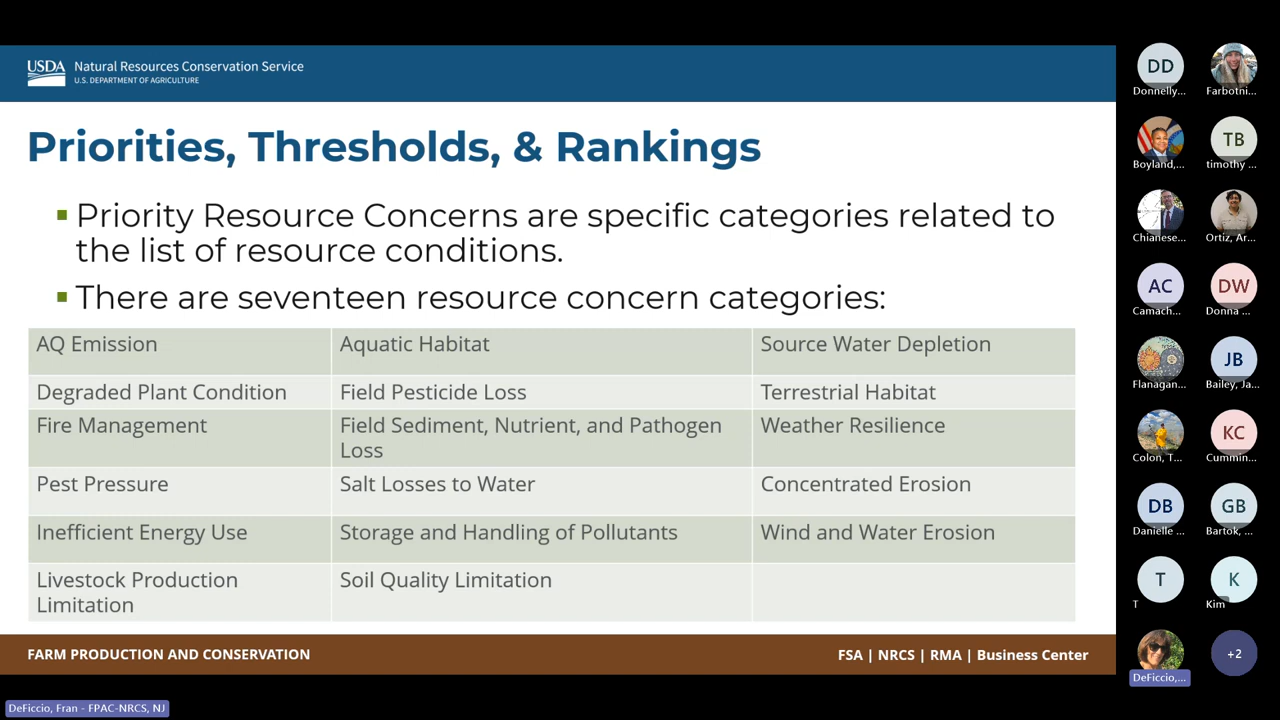 USDA Natural Resources Conservation Service
U.S. DEPARTMENT OF AGRICULTURE
Priorities, Thresholds, & Rankings
Priority Resource Concerns are specific categories related to
the list of resource conditions.
There are seventeen resource concern categories:
AQ Emission Aquatic Habitat Source Water Depletion
Degraded Plant Condition Field Pesticide Loss Terrestrial Habitat
Fire Management Field Sediment, Nutrient, and Pathogen Weather Resilience
Loss
Pest Pressure Salt Losses to Water Concentrated Erosion
Inefficient Energy Use Storage and Handling of Pollutants Wind and Water Erosion
Livestock Production Soil Quality Limitation
Limitation
FARM PRODUCTION AND CONSERVATION FSA | NRCS | RMA | Business Center
DeFiccio, Fran - FPAC-NRCS, NJ
DD
Donnelly... Farbotni...
TB
Boyland,... timothy ...
Chianese... Ortiz, Ar...
AC DW
Camach... Donna ...
JB
Flanagan... Bailey, Ja...
KC
Colon, T... Cummin...
DB GB
Danielle ... Bartok, ...
T K
T Kim
+2
DeFiccio,...